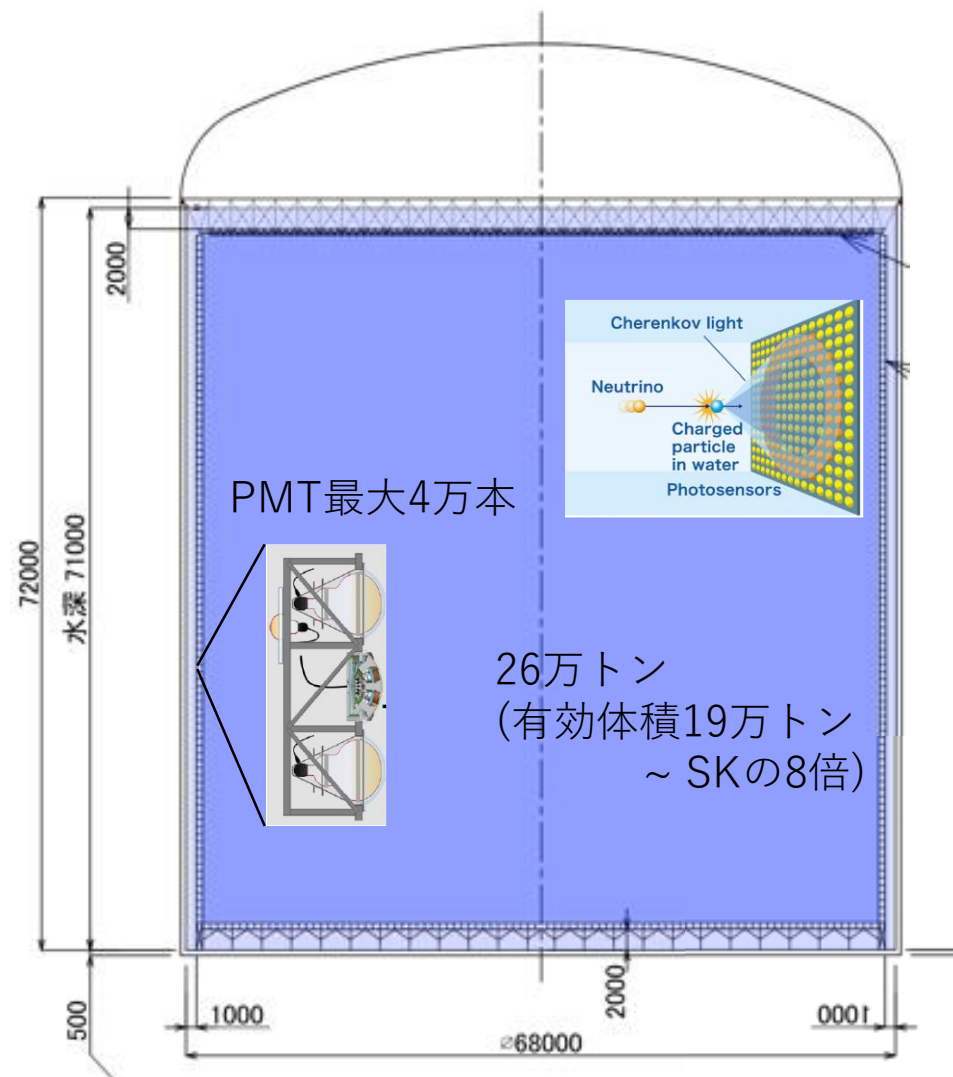 2000
Cherenkov light
Neutrino
Charged
particle
in water
Photosensors
PMT最大4万本
72000
水深 71000
26万トン
(有効体積19万トン
~ SKの8倍)
500
1000
2000
1000
⌀68000